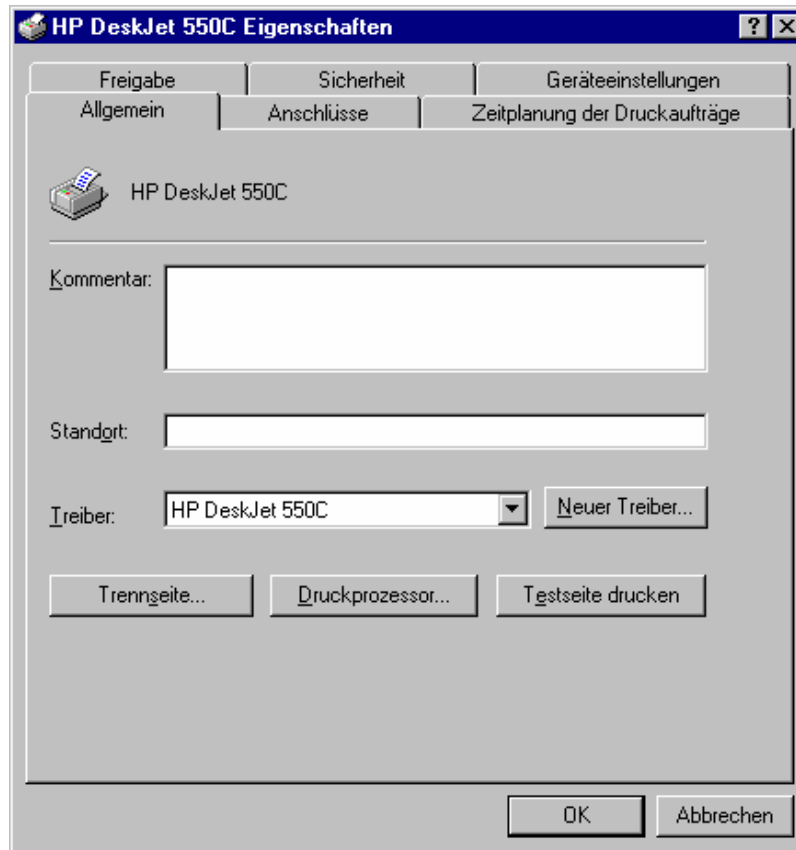 HP DeskJet 550C Eigenschaften
Freigabe Sicherheit Geräteeinstellungen
Allgemein Anschlüsse Zeitplanung der Druckaufträge
HP DeskJet 550C
Kommentar:
Standort:
Treiber: HP DeskJet 550C Neuer Treiber...
Trennseite... Druckprozessor... Testseite drucken
OK Abbrechen